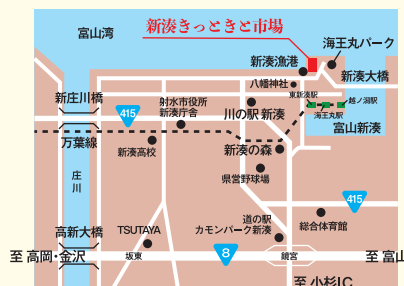 富山湾
新湊きっときと市場
海王丸パーク
新湊漁港
新湊大橋
八幡神社
東新湊駅
越ノ潟駅
海王丸駅
富山新湊
新庄川橋
415
射水市役所
新湊庁舎
川の駅 新湊
万葉線
新湊高校
新湊の森
庄川
県営野球場
415
道の駅
カモンパーク新湊
総合体育館
高新大橋
TSUTAYA
至 高岡・金沢
坂東
8
鏡宮
至 富山
至 小杉IC